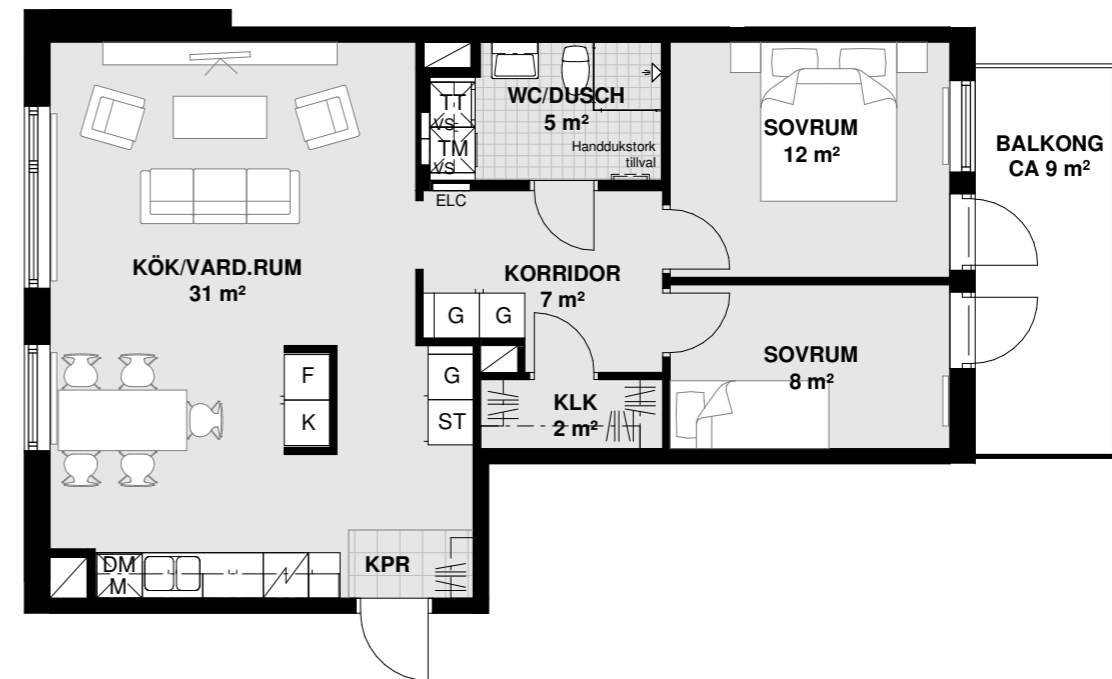 TT
VS
TM
VS
ELC
WC/DUSCH
5 m²
Handdukstork
tillval
SOVRUM
12 m²
BALKONG
CA 9 m²
KÖK/VARD.RUM
31 m²
KORRIDOR
7 m²
G
G
SOVRUM
8 m²
F
K
G
ST
KLK
2 m²
DM
M
KPR